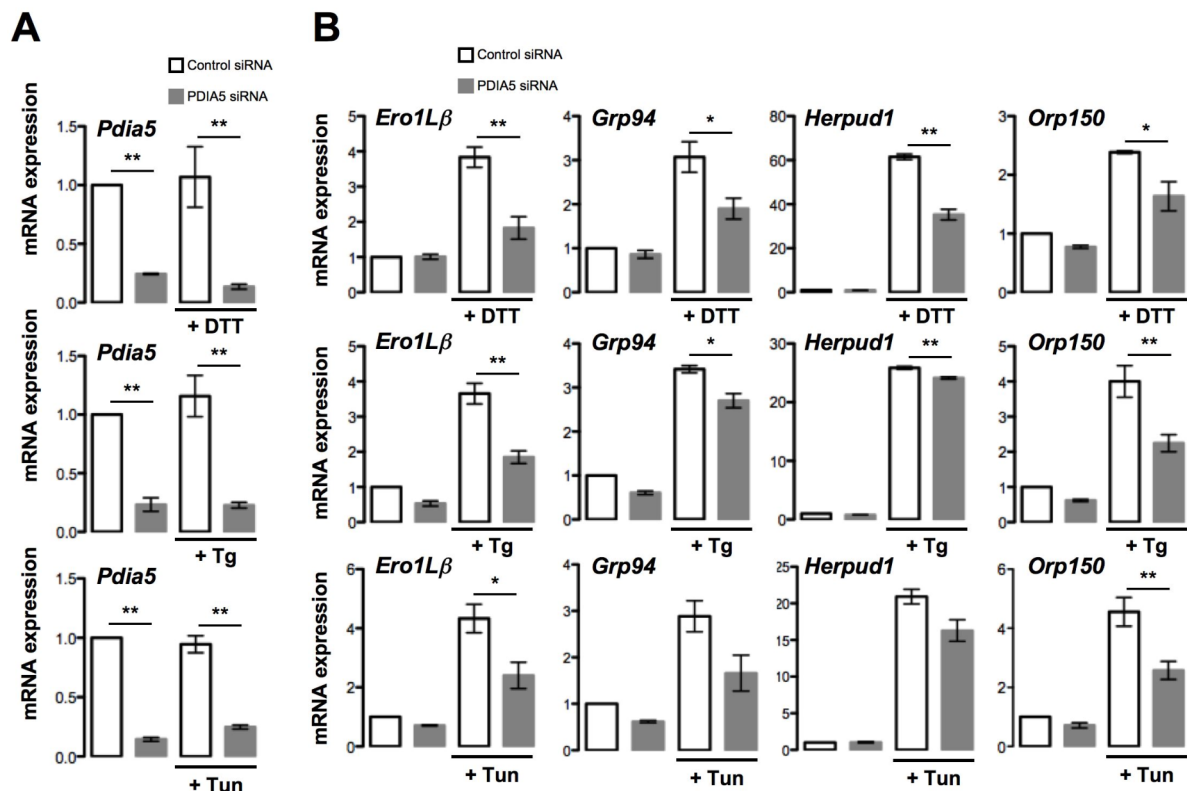 A
Control siRNA
PDIA5 siRNA
mRNA expression
Pdia5
1.5
1.0
0.5
0.0
**
**
+ DTT
mRNA expression
Pdia5
1.5
1.0
0.5
0.0
**
**
+ Tg
mRNA expression
Pdia5
1.5
1.0
0.5
0.0
**
**
+ Tun
B
Control siRNA
PDIA5 siRNA
mRNA expression
Ero1Lβ
5
4
3
2
1
0
**
+ DTT
Grp94
4
3
2
1
0
*
+ DTT
Herpud1
80
60
40
20
0
**
+ DTT
Orp150
3
2
1
0
*
+ DTT
mRNA expression
Ero1Lβ
5
4
3
2
1
0
**
+ Tg
Grp94
4
3
2
1
0
*
+ Tg
Herpud1
30
20
10
0
**
+ Tg
Orp150
5
4
3
2
1
0
**
+ Tg
mRNA expression
Ero1Lβ
6
4
2
0
*
+ Tun
Grp94
4
3
2
1
0
+ Tun
Herpud1
25
20
15
10
5
0
+ Tun
Orp150
6
4
2
0
**
+ Tun